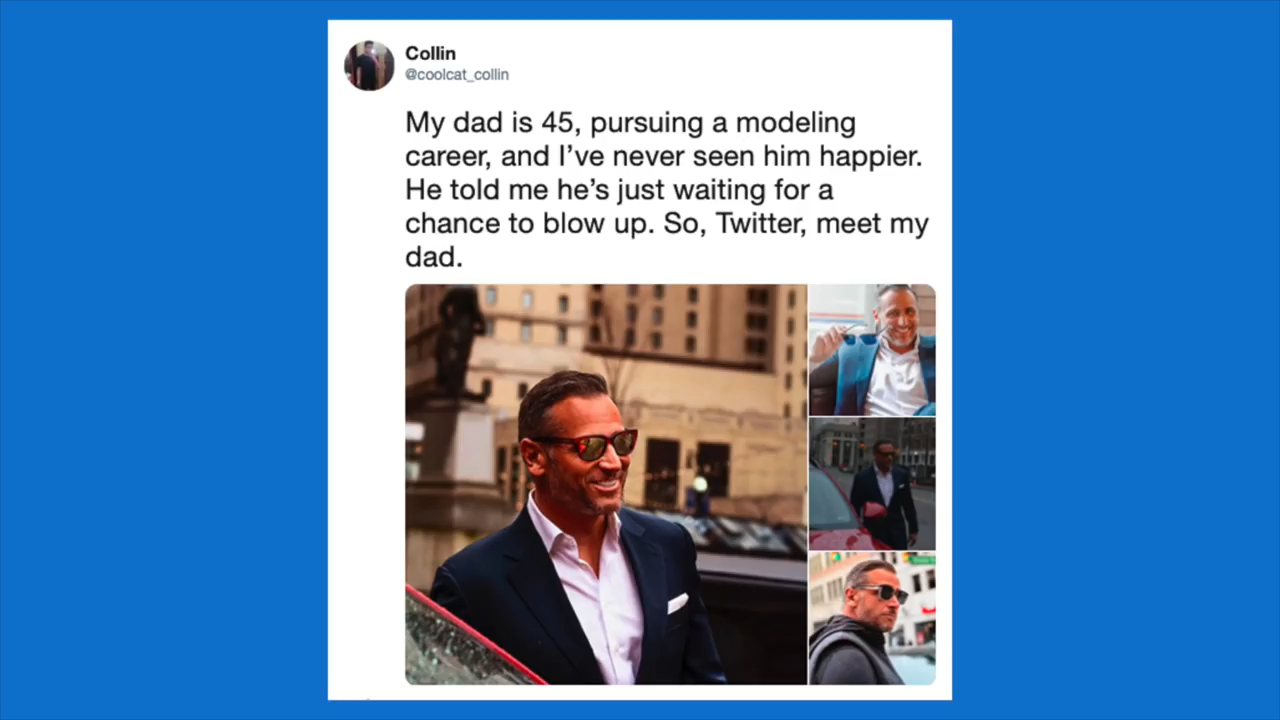 Collin
@coolcat_collin
My dad is 45, pursuing a modeling
career, and I’ve never seen him happier.
He told me he’s just waiting for a
chance to blow up. So, Twitter, meet my
dad.